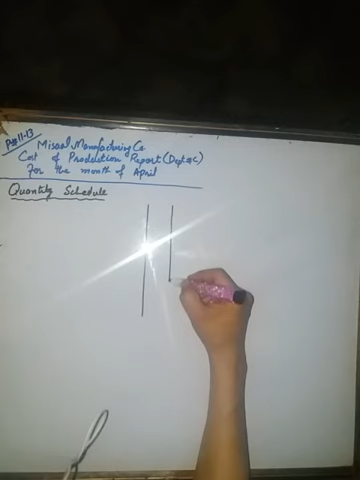 P# 11-13
Misaal Manufacturing Co
Cost of Production Report (Dept # C)
For the month of April
Quantity Schedule